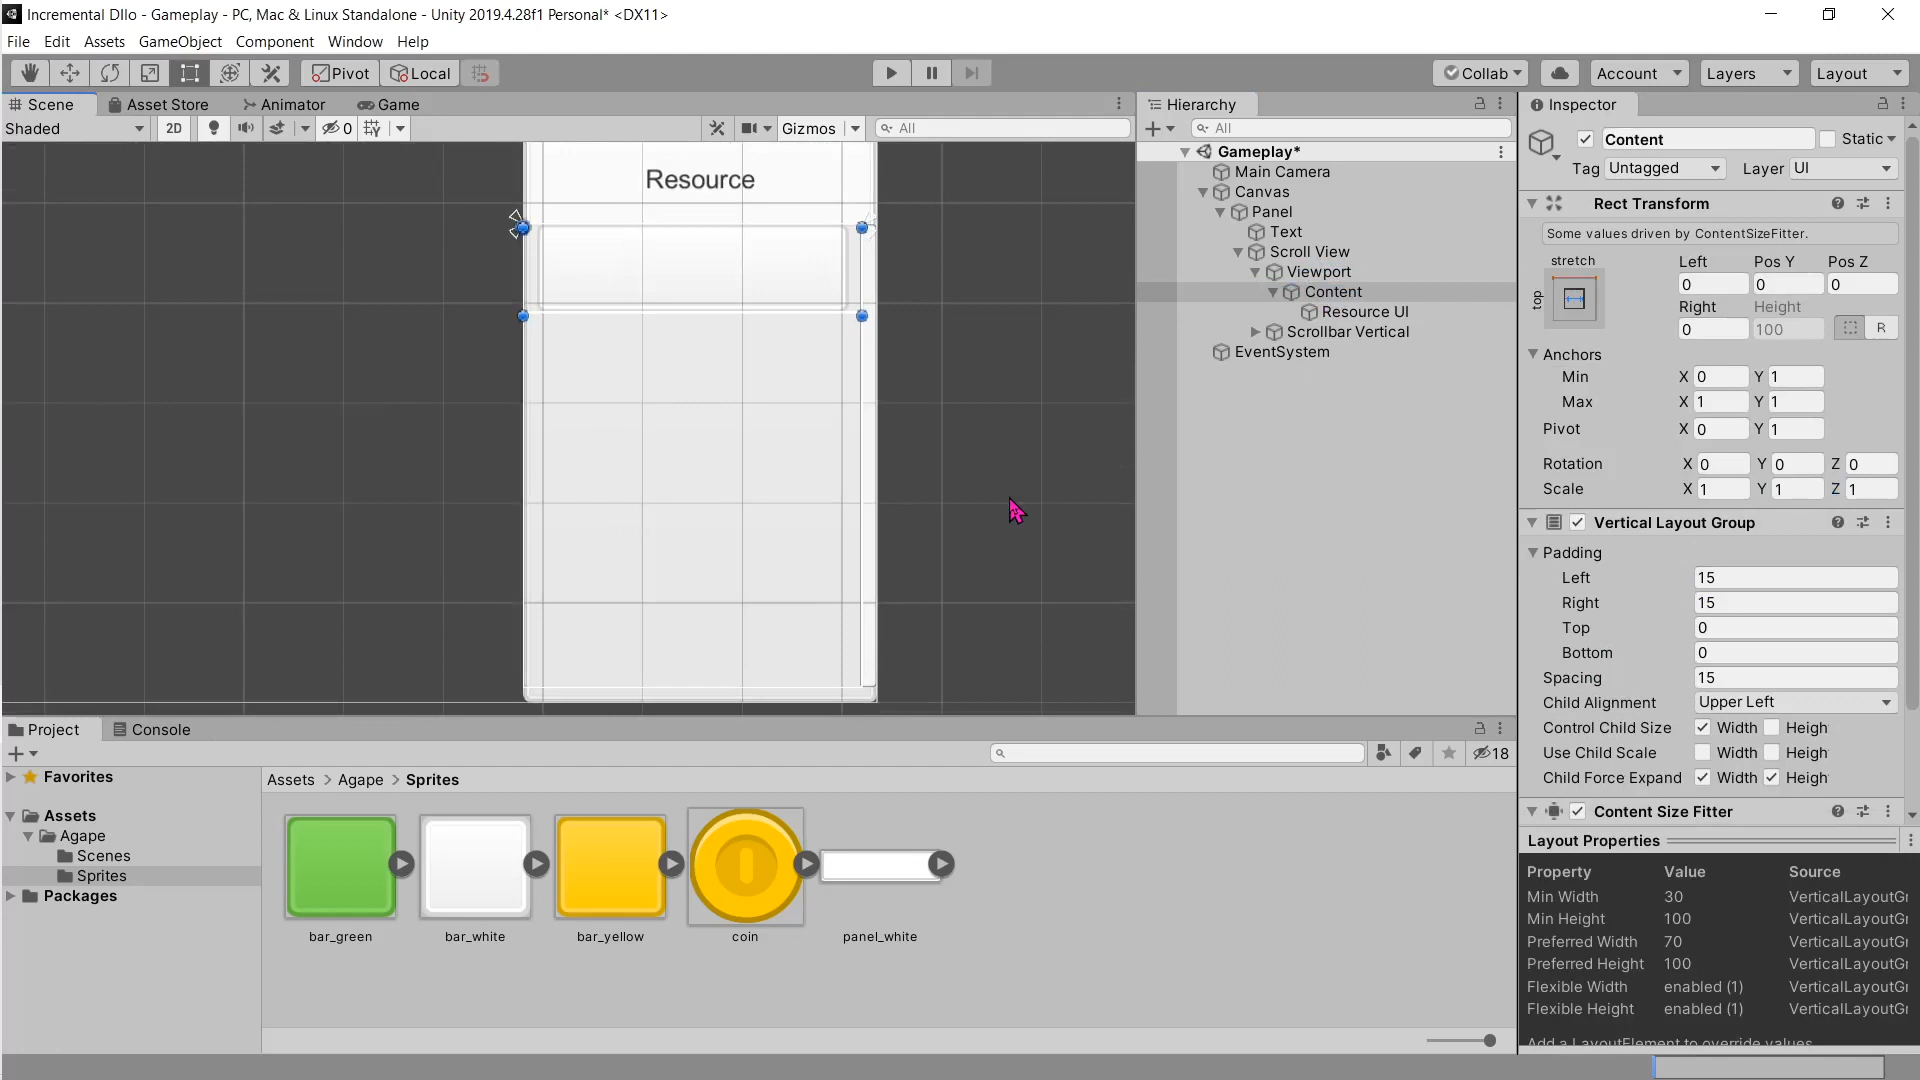 Incremental DIlo - Gameplay - PC, Mac & Linux Standalone - Unity 2019.4.28f1 Personal* <DX11>
File Edit Assets GameObject Component Window Help
Pivot Local Collab Account Layers Layout
Scene Asset Store Animator Game
Shaded 2D 0 Gizmos All
Resource
Hierarchy
All
Gameplay*
Main Camera
Canvas
Panel
Text
Scroll View
Viewport
Content
Resource UI
Scrollbar Vertical
EventSystem
Inspector
Content Static
Tag Untagged Layer UI
Rect Transform
Some values driven by ContentSizeFitter.
stretch Left Pos Y Pos Z
top 0 0 0
Right Height
0 100 R
Anchors
Min X 0 Y 1
Max X 1 Y 1
Pivot X 0 Y 1
Rotation X 0 Y 0 Z 0
Scale X 1 Y 1 Z 1
Vertical Layout Group
Padding
Left 15
Right 15
Top 0
Bottom 0
Spacing 15
Child Alignment Upper Left
Control Child Size Width Heigh
Use Child Scale Width Heigh
Child Force Expand Width Heigh
Content Size Fitter
Layout Properties
Property Value Source
Min Width 30 VerticalLayoutGr
Min Height 100 VerticalLayoutGr
Preferred Width 70 VerticalLayoutGr
Preferred Height 100 VerticalLayoutGr
Flexible Width enabled (1) VerticalLayoutGr
Flexible Height enabled (1) VerticalLayoutGr
Add a LayoutElement to override values.
Project Console
18
Favorites
Assets
Agape
Scenes
Sprites
Packages
Assets > Agape > Sprites
bar_green bar_white bar_yellow coin panel_white